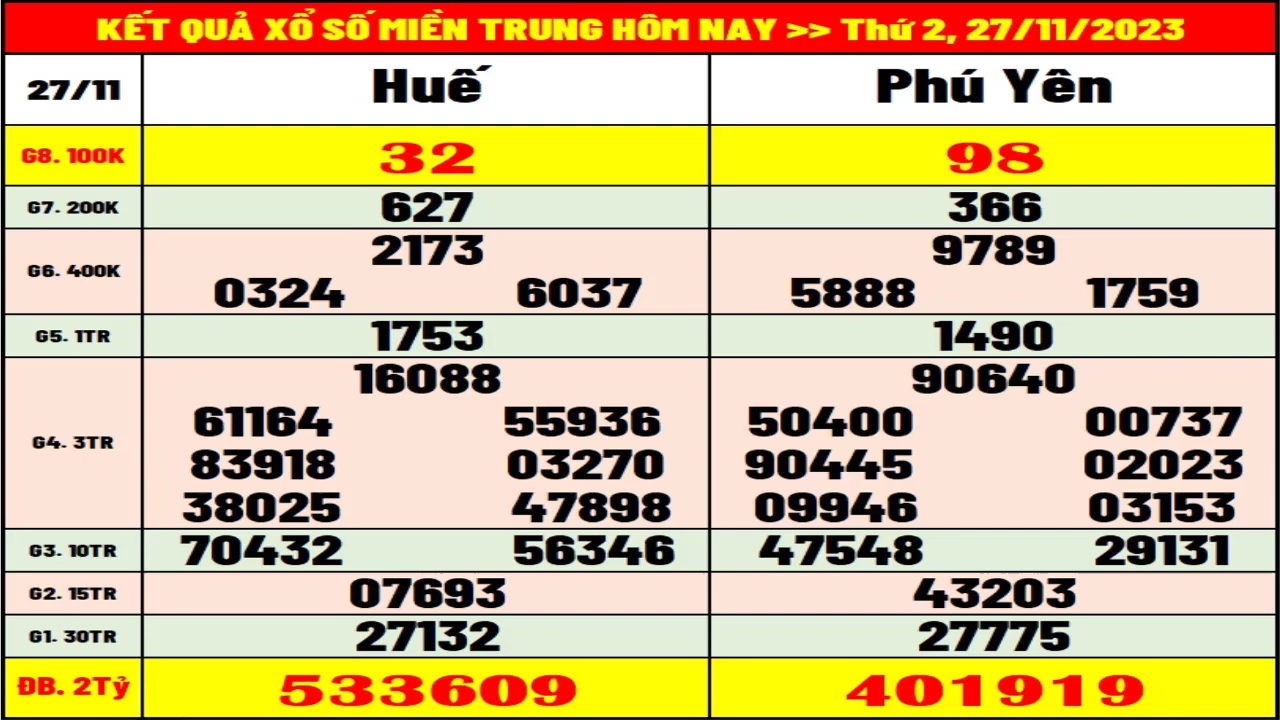 KẾT QUẢ XỔ SỐ MIỀN TRUNG HÔM NAY >> Thứ 2, 27/11/2023
27/11 Huế Phú Yên
G8. 100K 32 98
G7. 200K 627 366
2173 9789
G6. 400K
0324 6037 5888 1759
G5. 1TR 1753 1490
16088 90640
61164 55936 50400 00737
G4. 3TR
83918 03270 90445 02023
38025 47898 09946 03153
G3. 10TR 70432 56346 47548 29131
G2. 15TR 07693 43203
G1. 30TR 27132 27775
ĐB. 2Tỷ 533609 401919